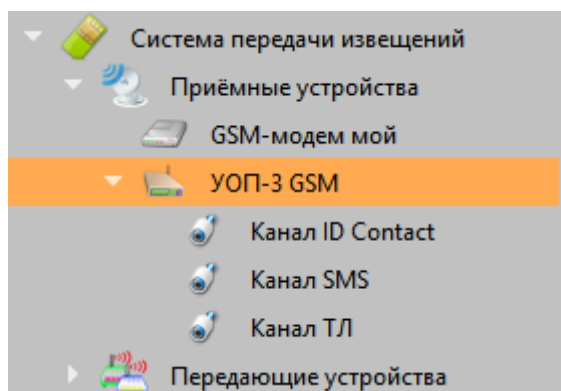 Система передачи извещений
Приёмные устройства
GSM-модем мой
УОП-3 GSM
Канал ID Contact
Канал SMS
Канал ТЛ
Передающие устройства